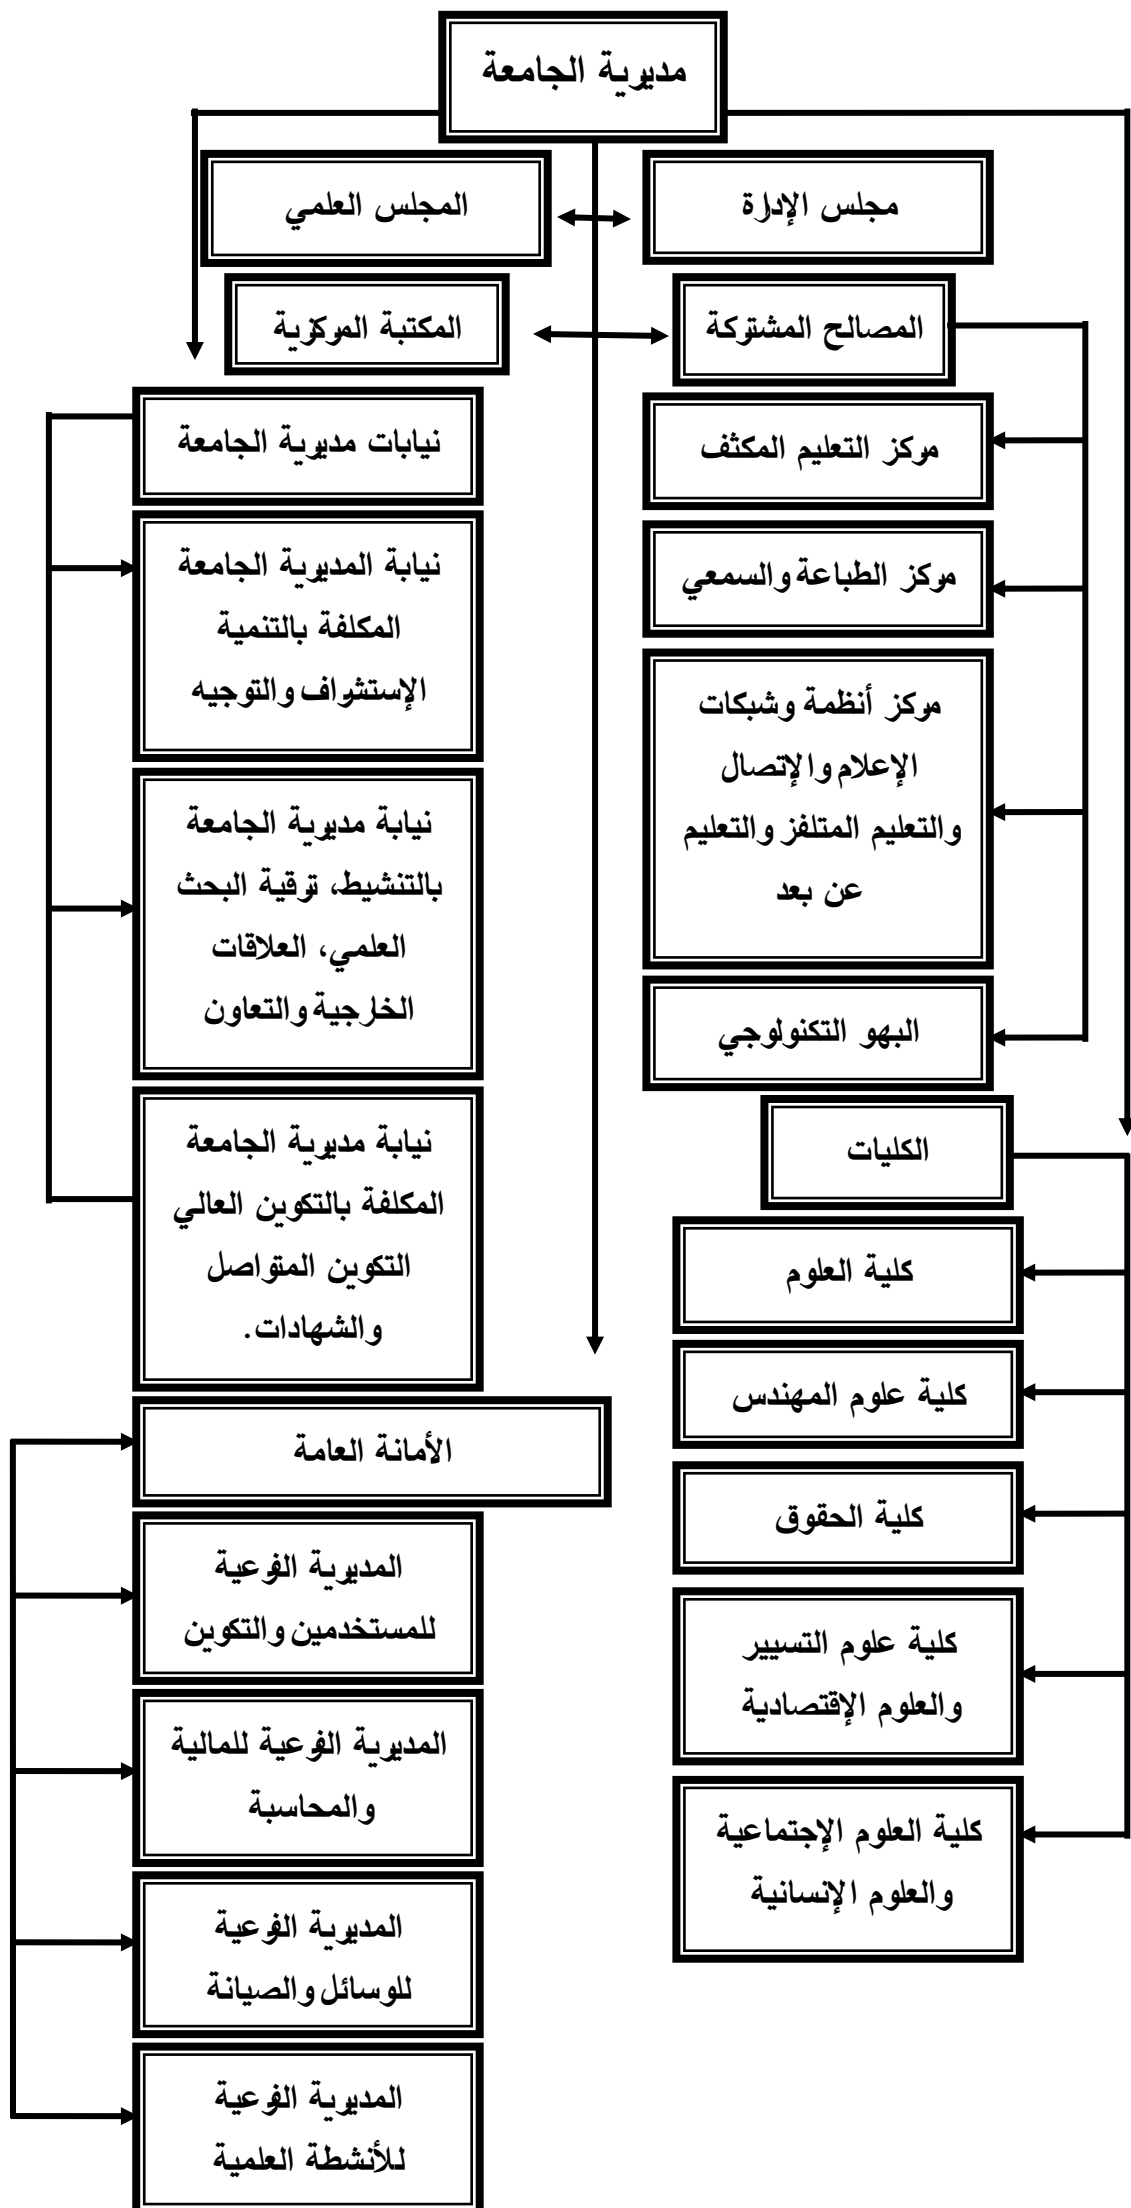 مديرية الجامعة
مجلس الإدارة
المجلس العلمي
المصالح المشتركة
المكتبة المركزية
مركز التعليم المكثف
مركز الطباعة والسمعي
مركز أنظمة وشبكات
الإعلام والإتصال
والتعليم المتلفز والتعليم
عن بعد
البهو التكنولوجي
الكليات
كلية العلوم
كلية علوم المهندس
كلية الحقوق
كلية علوم التسيير
والعلوم الإقتصادية
كلية العلوم الإجتماعية
والعلوم الإنسانية
نيابات مديرية الجامعة
نيابة المديرية الجامعة
المكلفة بالتنمية
الإستشراف والتوجيه
نيابة مديرية الجامعة
بالتنشيط، ترقية البحث
العلمي، العلاقات
الخارجية والتعاون
نيابة مديرية الجامعة
المكلفة بالتكوين العالي
التكوين المتواصل
والشهادات.
الأمانة العامة
المديرية الفرعية
للمستخدمين والتكوين
المديرية الفرعية للمالية
والمحاسبة
المديرية الفرعية
للوسائل والصيانة
المديرية الفرعية
للأنشطة العلمية